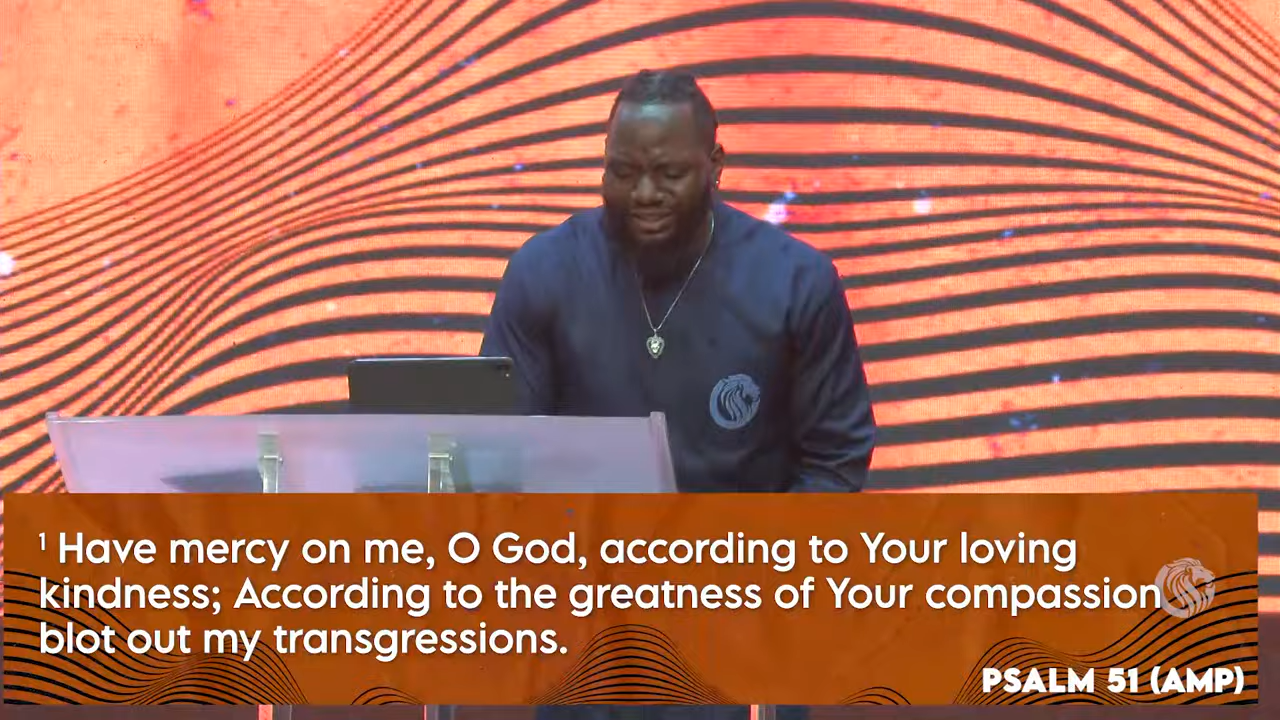 ¹ Have mercy on me, O God, according to Your loving
kindness; According to the greatness of Your compassion
blot out my transgressions.
PSALM 51 (AMP)